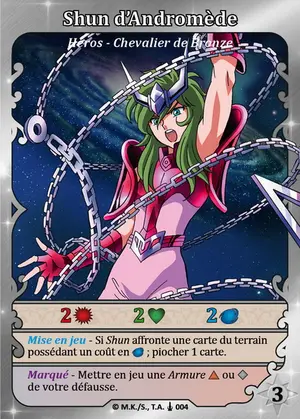 Shun d'Andromède
Héros - Chevalier de Bronze
2 2 2
Mise en jeu - Si Shun affronte une carte du terrain
possédant un coût en ; piocher 1 carte.
Marqué - Mettre en jeu une Armure ou
de votre défausse.
3
© M.K./S., T.A. 004